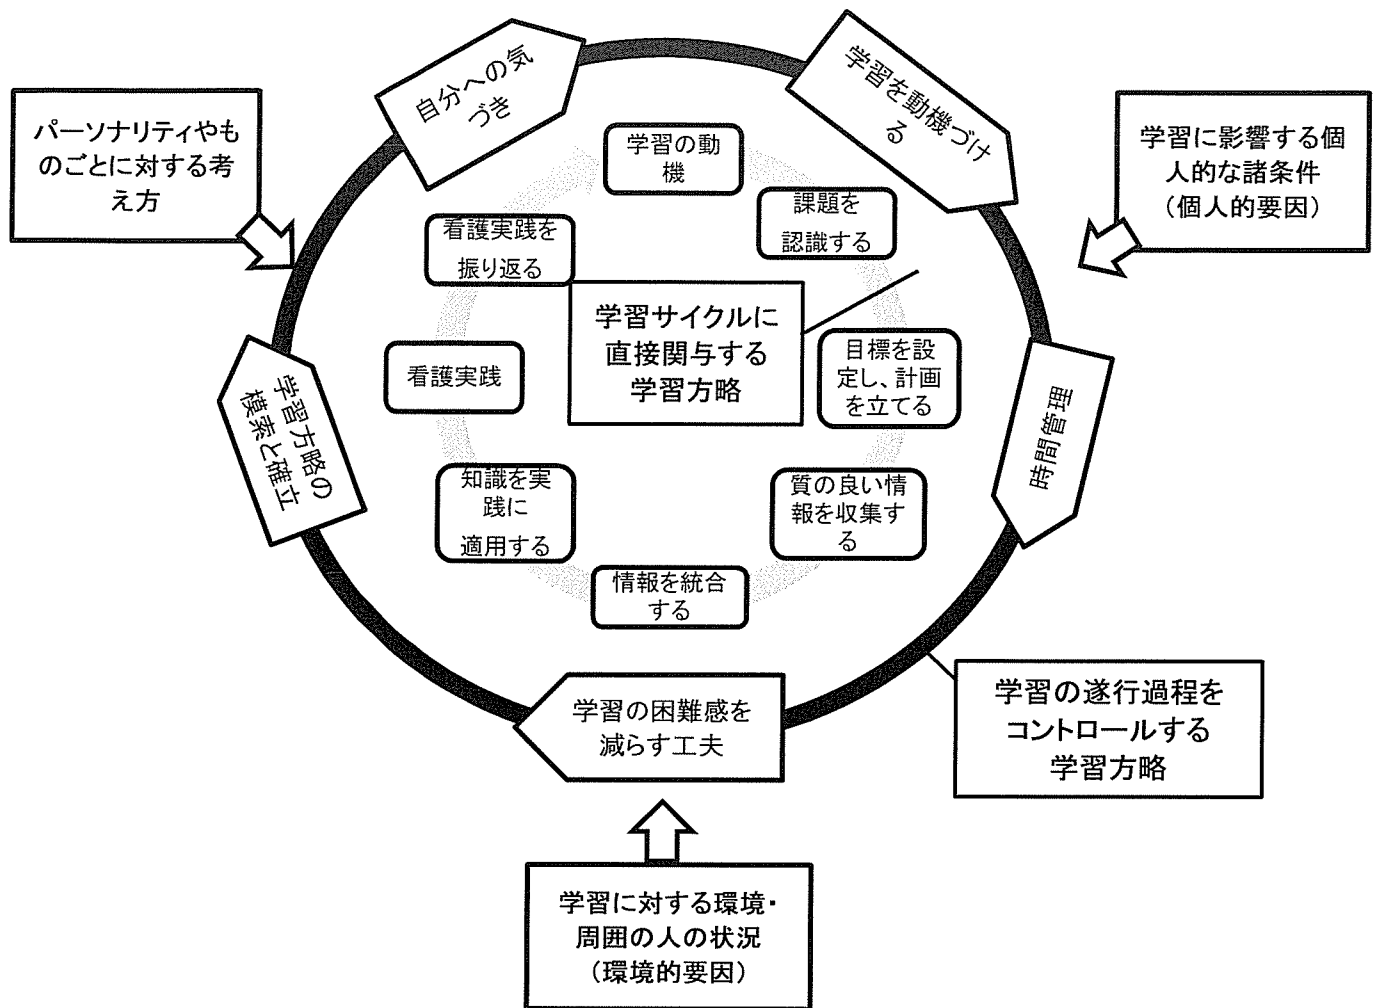 自分への気
づき
学習を動機づけ
る
パーソナリティやも
のごとに対する考
え方
学習に影響する個
人的な諸条件
（個人的要因）
学習の動
機
課題を
認識する
看護実践を
振り返る
学習サイクルに
直接関与する
学習方略
目標を設
定し、計画
を立てる
看護実践
学習方略の
模索と確立
時間管理
知識を実
践に
適用する
質の良い情
報を収集す
る
情報を統合
する
学習の困難感を
減らす工夫
学習の遂行過程を
コントロールする
学習方略
学習に対する環境・
周囲の人の状況
（環境的要因）